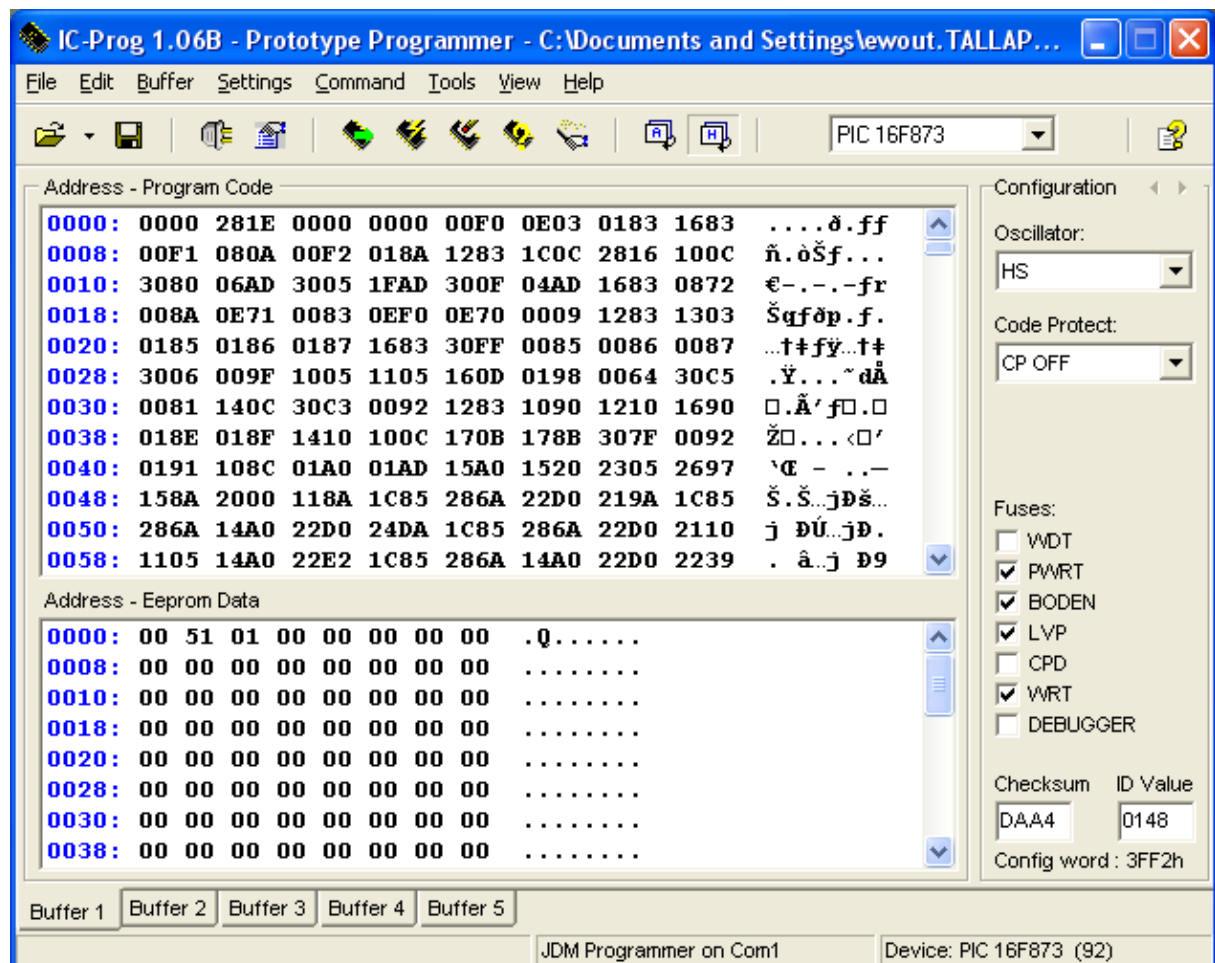 IC-Prog 1.06B - Prototype Programmer - C:\Documents and Settings\ewout.TALLAP...
File Edit Buffer Settings Command Tools View Help
PIC 16F873
Address - Program Code
0000: 0000 281E 0000 0000 00F0 0E03 0183 1683 ....ð.ƒƒ
0008: 00F1 080A 00F2 018A 1283 1C0C 2816 100C ñ.òŠƒ...
0010: 3080 06AD 3005 1FAD 300F 04AD 1683 0872 €-.-.-ƒr
0018: 008A 0E71 0083 0EF0 0E70 0009 1283 1303 Šqƒðp.ƒ.
0020: 0185 0186 0187 1683 30FF 0085 0086 0087 …†‡ƒÿ…†‡
0028: 3006 009F 1005 1105 160D 0198 0064 30C5 .Ÿ...˜dÅ
0030: 0081 140C 30C3 0092 1283 1090 1210 1690 □.Ã’ƒ□.□
0038: 018E 018F 1410 100C 170B 178B 307F 0092 Ž□...‹□’
0040: 0191 108C 01A0 01AD 15A0 1520 2305 2697 ‘Œ - ..—
0048: 158A 2000 118A 1C85 286A 22D0 219A 1C85 Š.Š…jÐš…
0050: 286A 14A0 22D0 24DA 1C85 286A 22D0 2110 j ÐÚ…jÐ.
0058: 1105 14A0 22E2 1C85 286A 14A0 22D0 2239 . â…j Ð9
Address - Eeprom Data
0000: 00 51 01 00 00 00 00 00 .Q......
0008: 00 00 00 00 00 00 00 00 ........
0010: 00 00 00 00 00 00 00 00 ........
0018: 00 00 00 00 00 00 00 00 ........
0020: 00 00 00 00 00 00 00 00 ........
0028: 00 00 00 00 00 00 00 00 ........
0030: 00 00 00 00 00 00 00 00 ........
0038: 00 00 00 00 00 00 00 00 ........
Configuration
Oscillator:
HS
Code Protect:
CP OFF
Fuses:
WDT
PWRT
BODEN
LVP
CPD
WRT
DEBUGGER
Checksum ID Value
DAA4 0148
Config word : 3FF2h
Buffer 1 Buffer 2 Buffer 3 Buffer 4 Buffer 5
JDM Programmer on Com1 Device: PIC 16F873 (92)